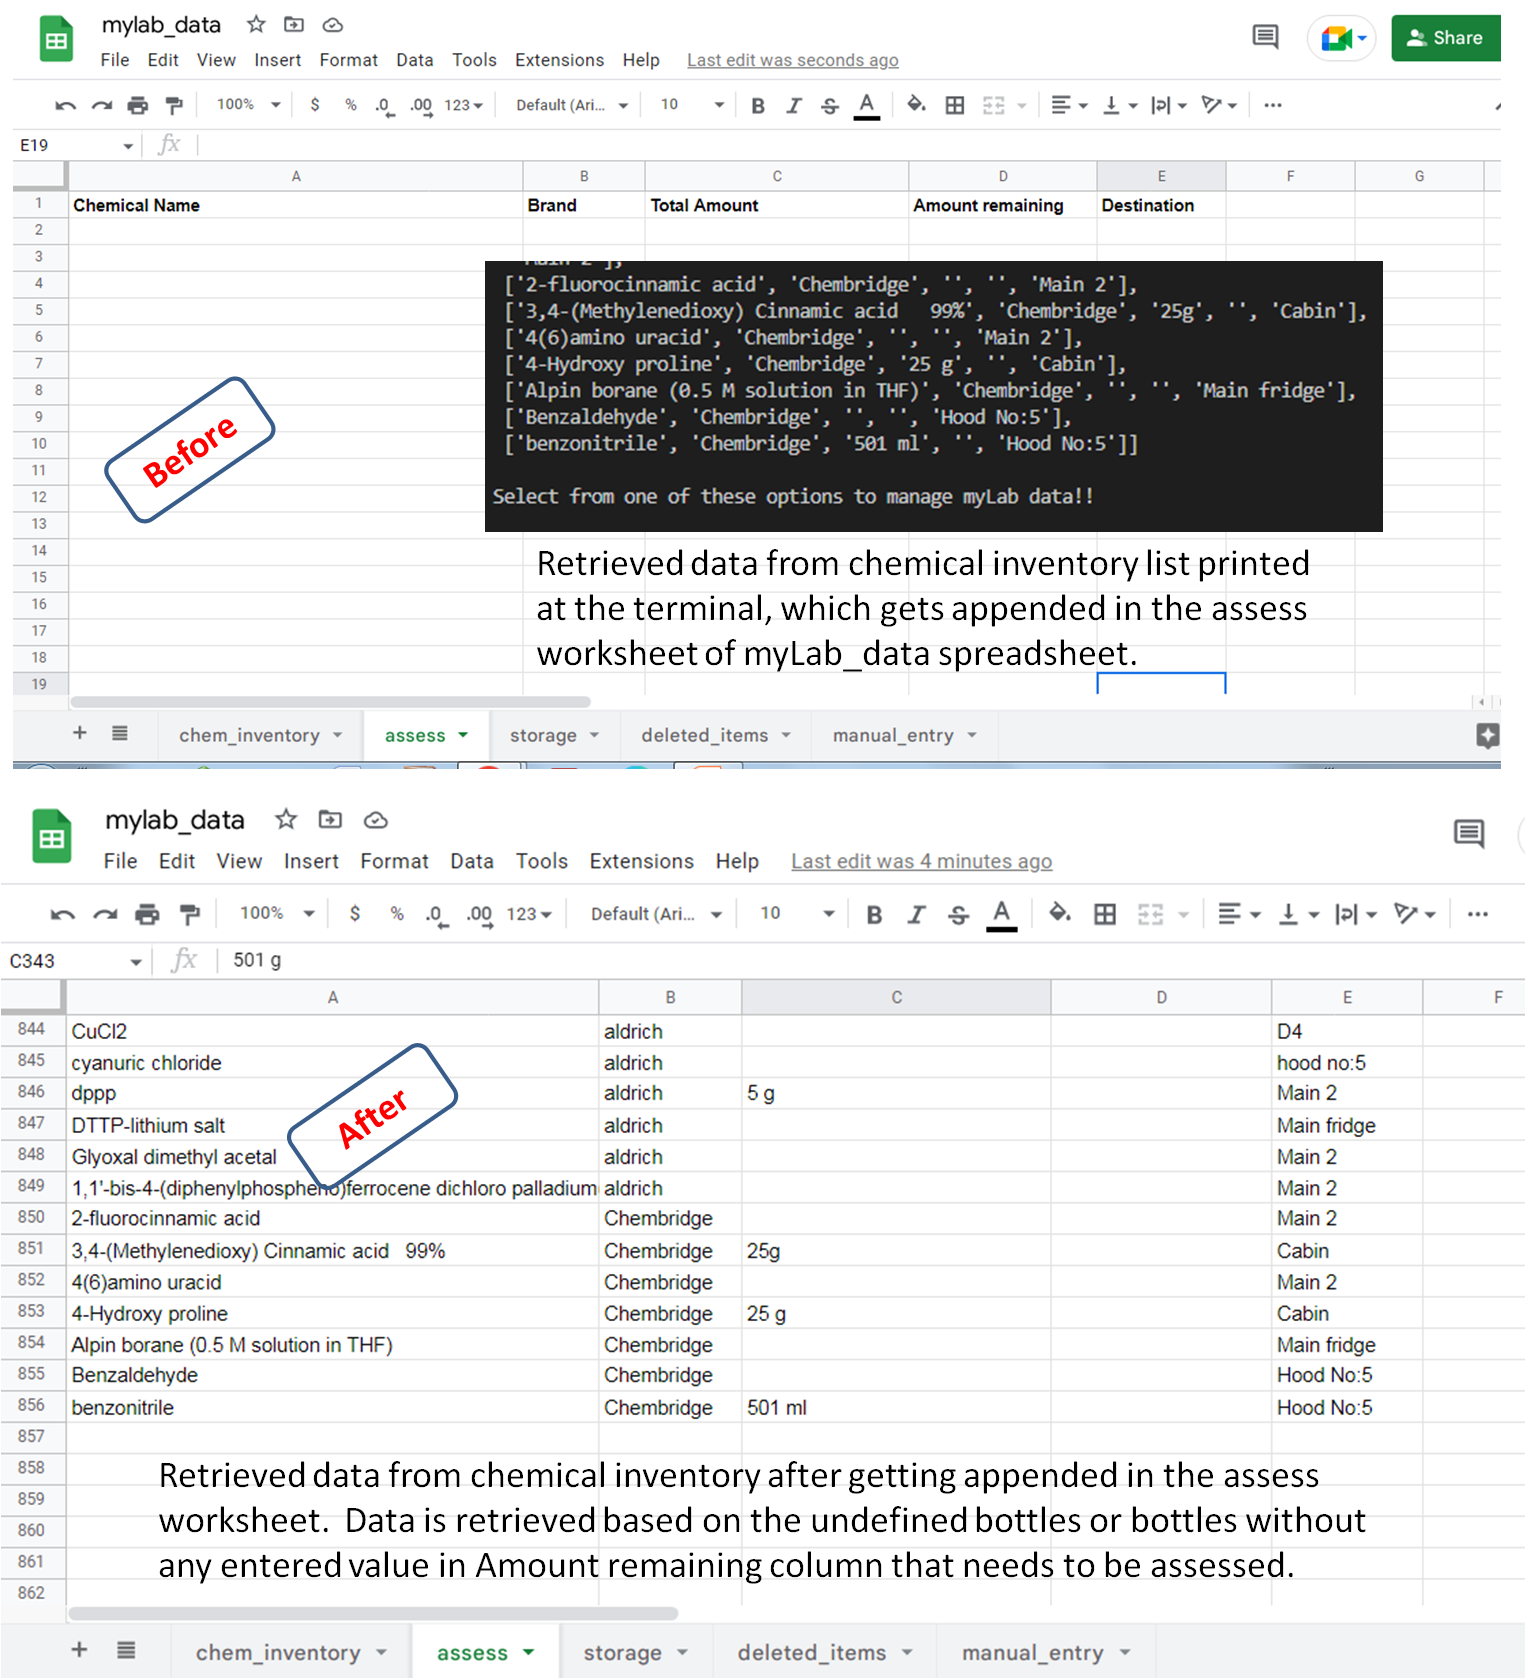 mylab_data
File Edit View Insert Format Data Tools Extensions Help Last edit was seconds ago
Share
100% $ % .0 .00 123 Default (Ari... 10 B I S A ...
E19 fx
A B C D E F G
1 Chemical Name Brand Total Amount Amount remaining Destination
2
3
4
5
6
7
8
9
10
11
12
13
14
15
16
17
18
19
Before
Main 2'],
['2-fluorocinnamic acid', 'Chembridge', '', '', 'Main 2'],
['3,4-(Methylenedioxy) Cinnamic acid   99%', 'Chembridge', '25g', '', 'Cabin'],
['4(6)amino uracid', 'Chembridge', '', '', 'Main 2'],
['4-Hydroxy proline', 'Chembridge', '25 g', '', 'Cabin'],
['Alpin borane (0.5 M solution in THF)', 'Chembridge', '', '', 'Main fridge'],
['Benzaldehyde', 'Chembridge', '', '', 'Hood No:5'],
['benzonitrile', 'Chembridge', '501 ml', '', 'Hood No:5']]
Select from one of these options to manage myLab data!!
Retrieved data from chemical inventory list printed
at the terminal, which gets appended in the assess
worksheet of myLab_data spreadsheet.
+ chem_inventory assess storage deleted_items manual_entry
mylab_data
File Edit View Insert Format Data Tools Extensions Help Last edit was 4 minutes ago
100% $ % .0 .00 123 Default (Ari... 10 B I S A ...
C343 fx 501 g
A B C D E F
844 CuCl2 aldrich D4
845 cyanuric chloride aldrich hood no:5
846 dppp aldrich 5 g Main 2
847 DTTP-lithium salt aldrich Main fridge
848 Glyoxal dimethyl acetal aldrich Main 2
849 1,1'-bis-4-(diphenylphospheno)ferrocene dichloro palladium aldrich Main 2
850 2-fluorocinnamic acid Chembridge Main 2
851 3,4-(Methylenedioxy) Cinnamic acid   99% Chembridge 25g Cabin
852 4(6)amino uracid Chembridge Main 2
853 4-Hydroxy proline Chembridge 25 g Cabin
854 Alpin borane (0.5 M solution in THF) Chembridge Main fridge
855 Benzaldehyde Chembridge Hood No:5
856 benzonitrile Chembridge 501 ml Hood No:5
857
858
859
860
861
862
After
Retrieved data from chemical inventory after getting appended in the assess
worksheet.  Data is retrieved based on the undefined bottles or bottles without
any entered value in Amount remaining column that needs to be assessed.
+ chem_inventory assess storage deleted_items manual_entry